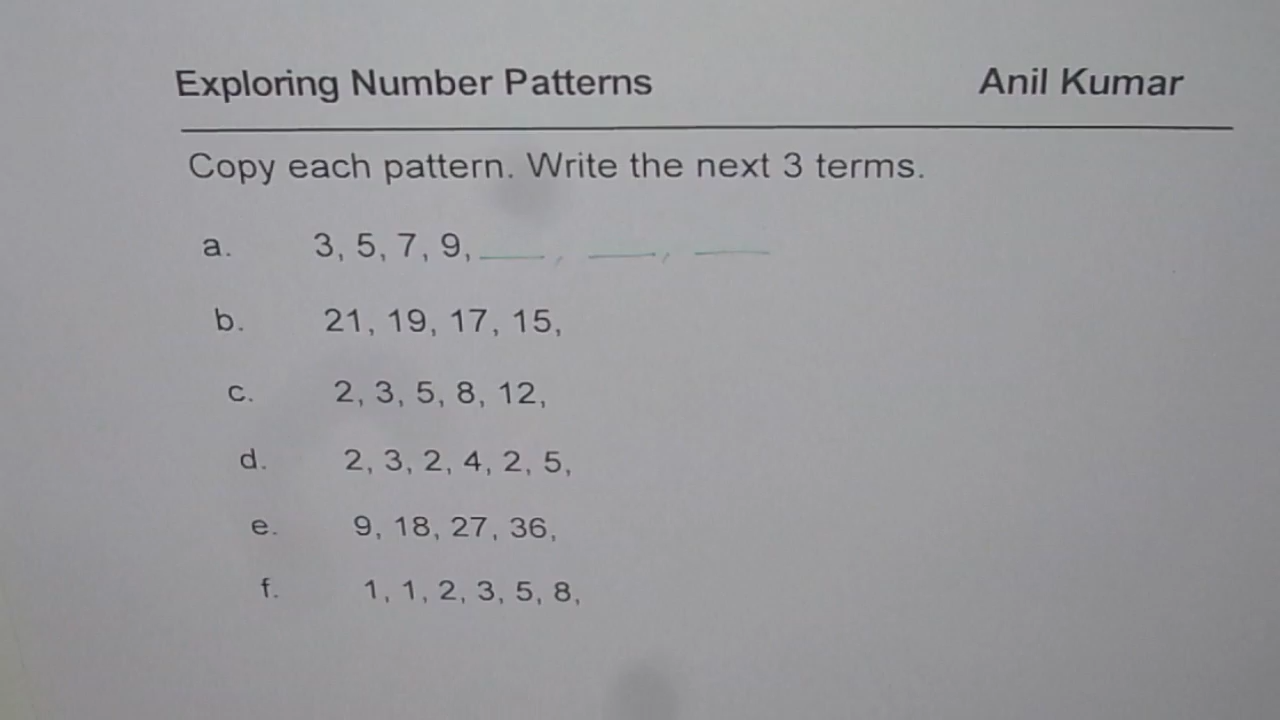 Exploring Number Patterns Anil Kumar
Copy each pattern. Write the next 3 terms.
a. 3, 5, 7, 9, ___, ___, ___
b. 21, 19, 17, 15,
c. 2, 3, 5, 8, 12,
d. 2, 3, 2, 4, 2, 5,
e. 9, 18, 27, 36,
f. 1, 1, 2, 3, 5, 8,